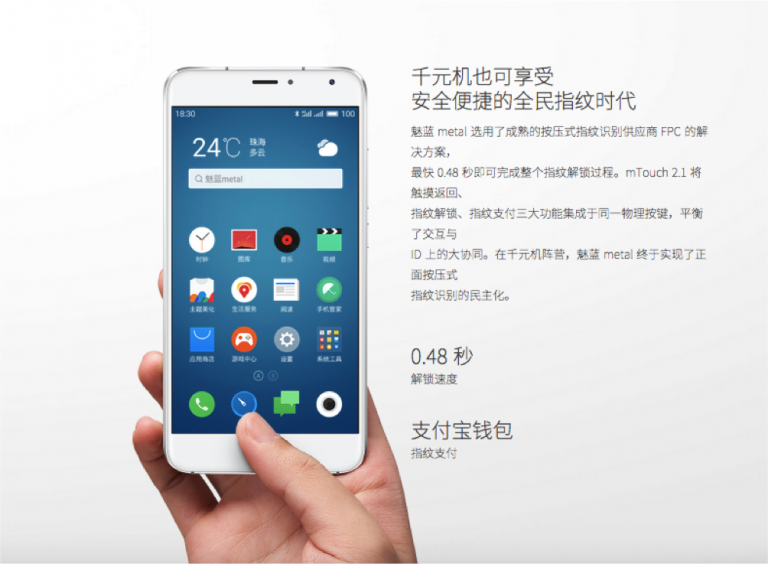 18:30
100
24℃
珠海
多云
魅蓝metal
时钟
图库
音乐
视频
主题美化
生活服务
阅读
手机管家
应用商店
游戏中心
设置
系统工具
A
千元机也可享受
安全便捷的全民指纹时代
魅蓝 metal 选用了成熟的按压式指纹识别供应商 FPC 的解
决方案，
最快 0.48 秒即可完成整个指纹解锁过程。mTouch 2.1 将
触摸返回、
指纹解锁、指纹支付三大功能集成于同一物理按键，平衡
了交互与
ID 上的大协同。在千元机阵营，魅蓝 metal 终于实现了正
面按压式
指纹识别的民主化。
0.48 秒
解锁速度
支付宝钱包
指纹支付